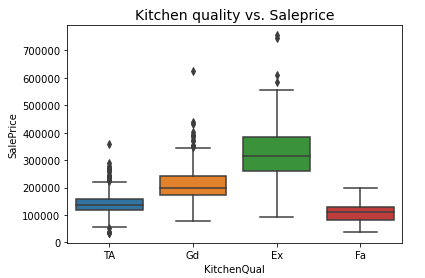 Kitchen quality vs. Saleprice
700000
600000
500000
400000
300000
200000
100000
0
SalePrice
TA Gd Ex Fa
KitchenQual